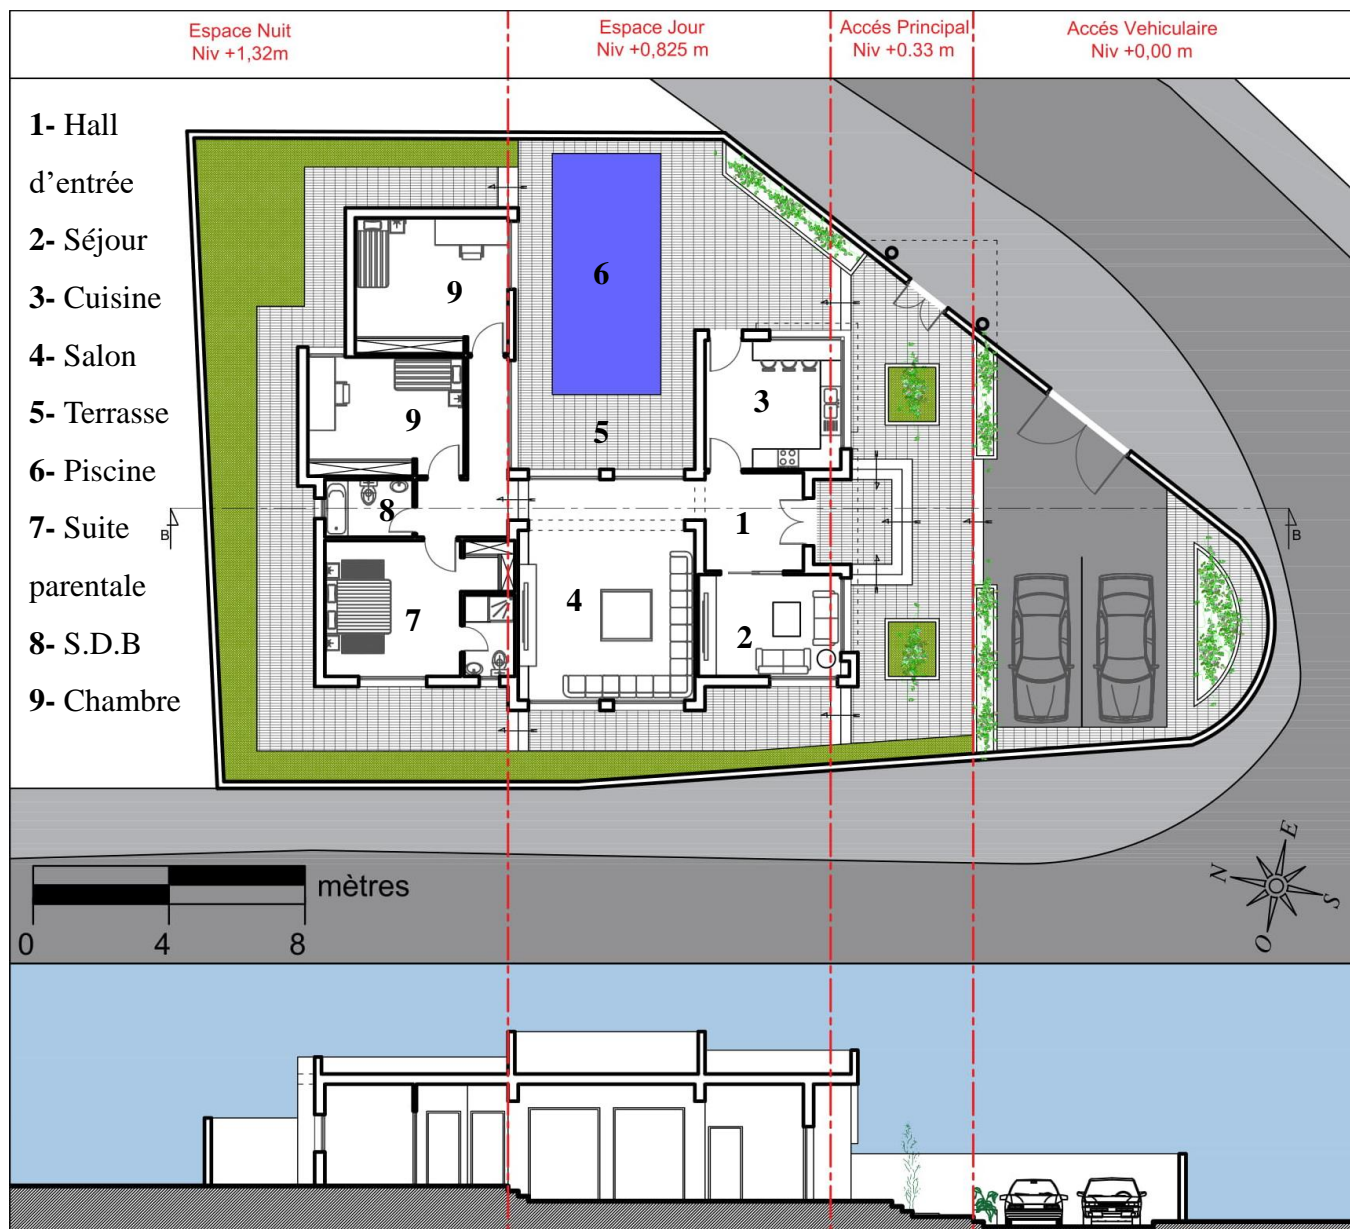 Espace Nuit
Niv +1,32m
Espace Jour
Niv +0,825 m
Accés Principal
Niv +0.33 m
Accés Vehiculaire
Niv +0,00 m
1- Hall
d’entrée
2- Séjour
3- Cuisine
4- Salon
5- Terrasse
6- Piscine
7- Suite
parentale
8- S.D.B
9- Chambre
9
6
9
3
5
8
1
B
B
7
4
2
mètres
0 4 8
E
N
S
O